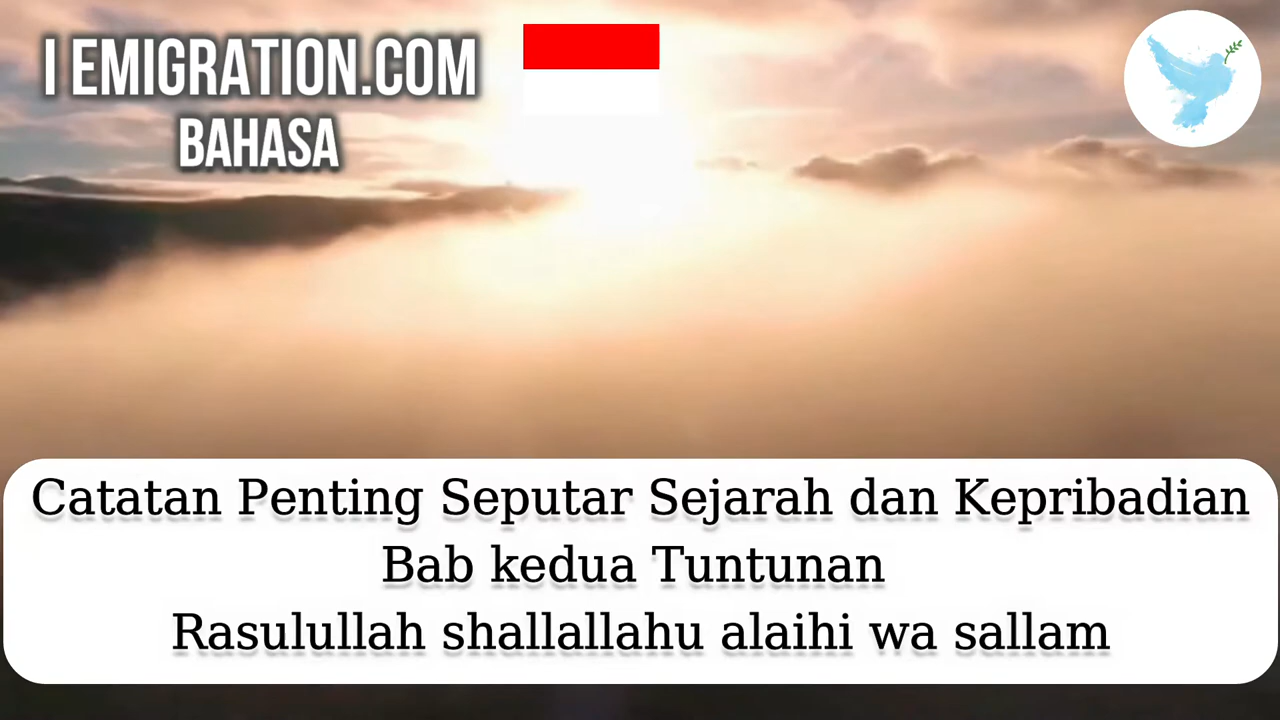 I EMIGRATION.COM
BAHASA
Catatan Penting Seputar Sejarah dan Kepribadian
Bab kedua Tuntunan
Rasulullah shallallahu alaihi wa sallam